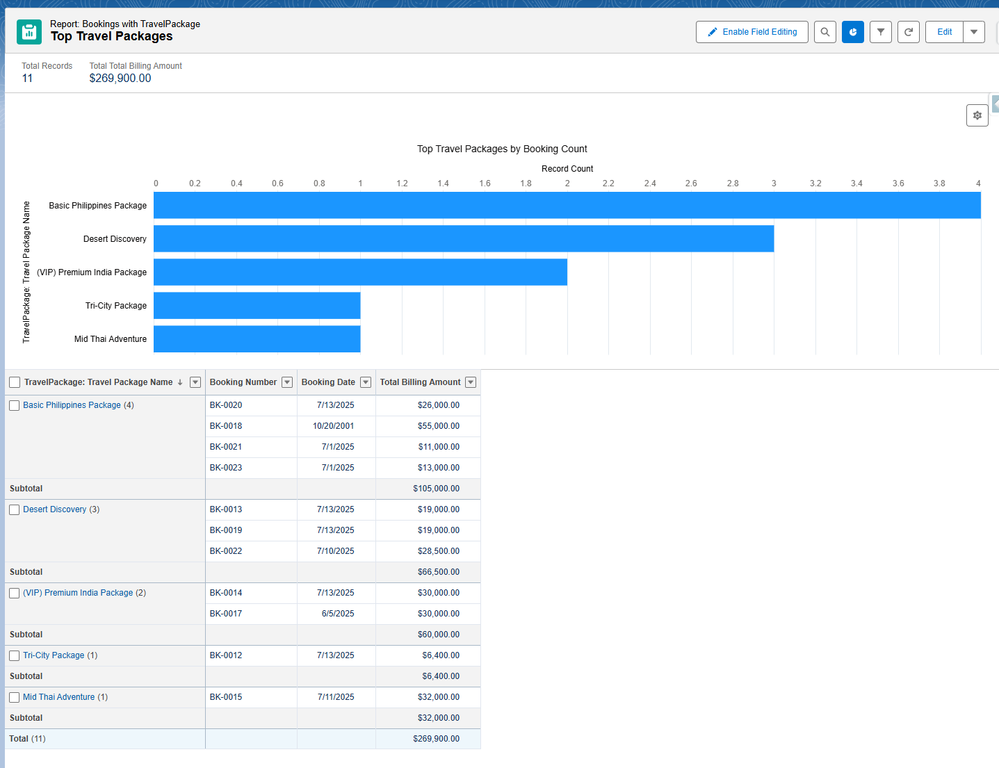 Report: Bookings with TravelPackage
Top Travel Packages
Enable Field Editing
Edit
Total Records
11
Total Total Billing Amount
$269,900.00
Top Travel Packages by Booking Count
Record Count
0 0.2 0.4 0.6 0.8 1 1.2 1.4 1.6 1.8 2 2.2 2.4 2.6 2.8 3 3.2 3.4 3.6 3.8 4
TravelPackage: Travel Package Name
Basic Philippines Package
Desert Discovery
(VIP) Premium India Package
Tri-City Package
Mid Thai Adventure
TravelPackage: Travel Package Name ↓ Booking Number Booking Date Total Billing Amount
Basic Philippines Package (4) BK-0020 7/13/2025 $26,000.00
BK-0018 10/20/2001 $55,000.00
BK-0021 7/1/2025 $11,000.00
BK-0023 7/1/2025 $13,000.00
Subtotal $105,000.00
Desert Discovery (3) BK-0013 7/13/2025 $19,000.00
BK-0019 7/13/2025 $19,000.00
BK-0022 7/10/2025 $28,500.00
Subtotal $66,500.00
(VIP) Premium India Package (2) BK-0014 7/13/2025 $30,000.00
BK-0017 6/5/2025 $30,000.00
Subtotal $60,000.00
Tri-City Package (1) BK-0012 7/13/2025 $6,400.00
Subtotal $6,400.00
Mid Thai Adventure (1) BK-0015 7/11/2025 $32,000.00
Subtotal $32,000.00
Total (11) $269,900.00